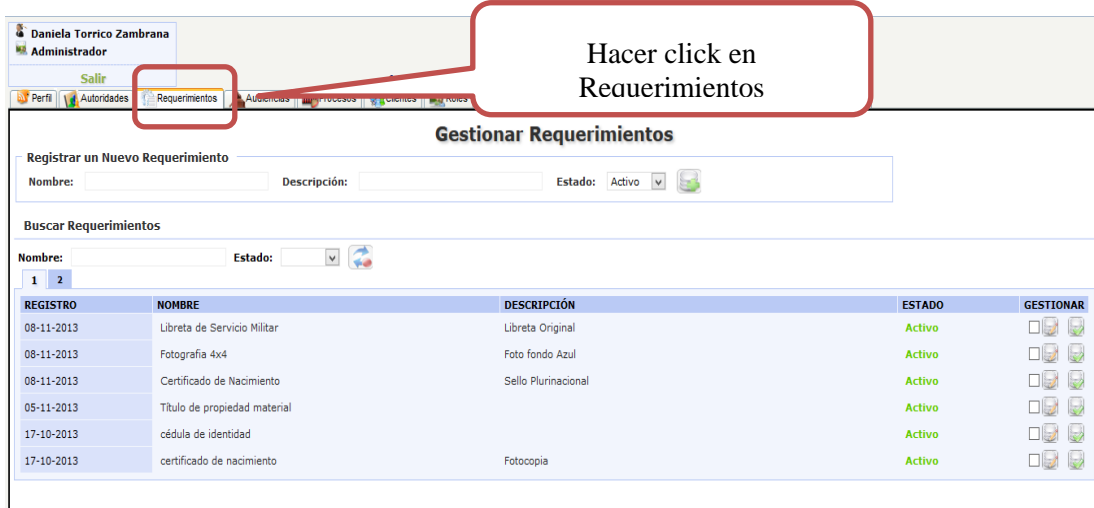 Daniela Torrico Zambrana
Administrador
Salir
Hacer click en
Requerimientos
Perfil Autoridades Requerimientos Audiencias Procesos Clientes Roles
Gestionar Requerimientos
Registrar un Nuevo Requerimiento
Nombre: Descripción: Estado: Activo
Buscar Requerimientos
Nombre: Estado:
1 2
REGISTRO NOMBRE DESCRIPCIÓN ESTADO GESTIONAR
08-11-2013 Libreta de Servicio Militar Libreta Original Activo
08-11-2013 Fotografia 4x4 Foto fondo Azul Activo
08-11-2013 Certificado de Nacimiento Sello Plurinacional Activo
05-11-2013 Título de propiedad material Activo
17-10-2013 cédula de identidad Activo
17-10-2013 certificado de nacimiento Fotocopia Activo